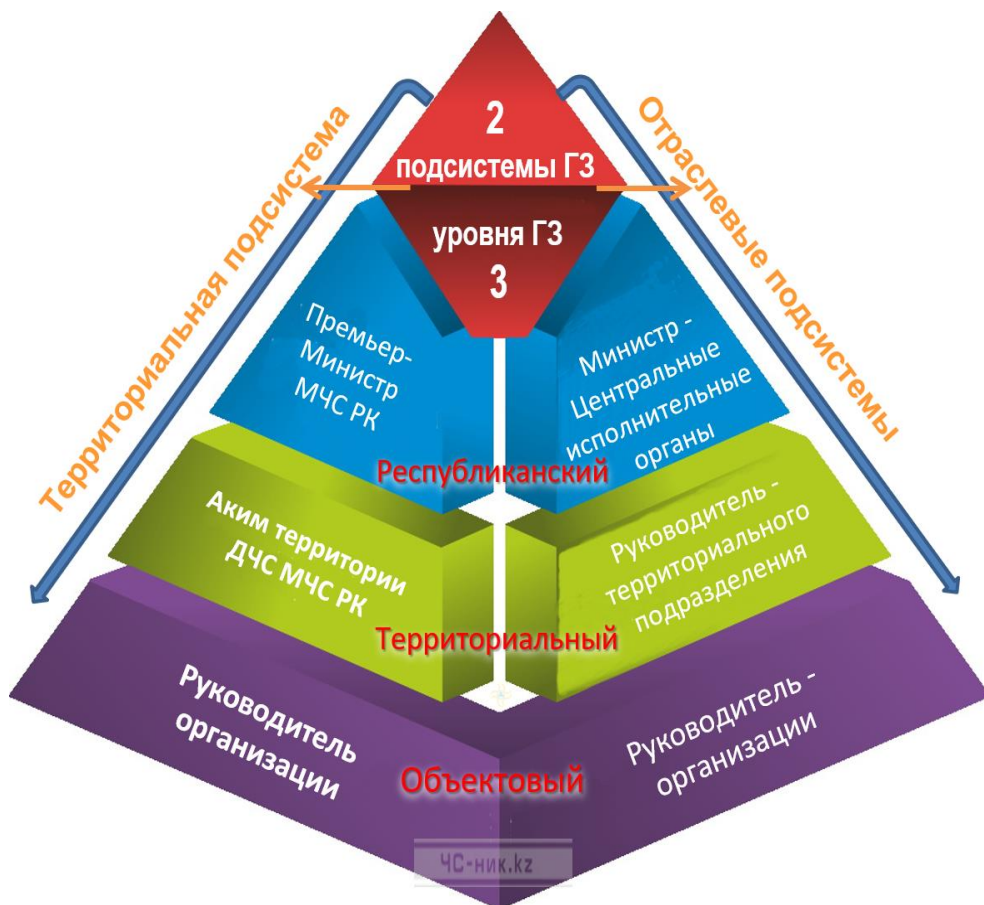 2
подсистемы ГЗ
уровня ГЗ
3
Территориальная подсистема
Отраслевые подсистемы
Премьер-
Министр
МЧС РК
Министр -
Центральные
исполнительные
органы
Республиканский
Аким территории
ДЧС МЧС РК
Руководитель -
территориального
подразделения
Территориальный
Руководитель
организации
Руководитель -
организации
Объектовый
ЧС-ник.kz